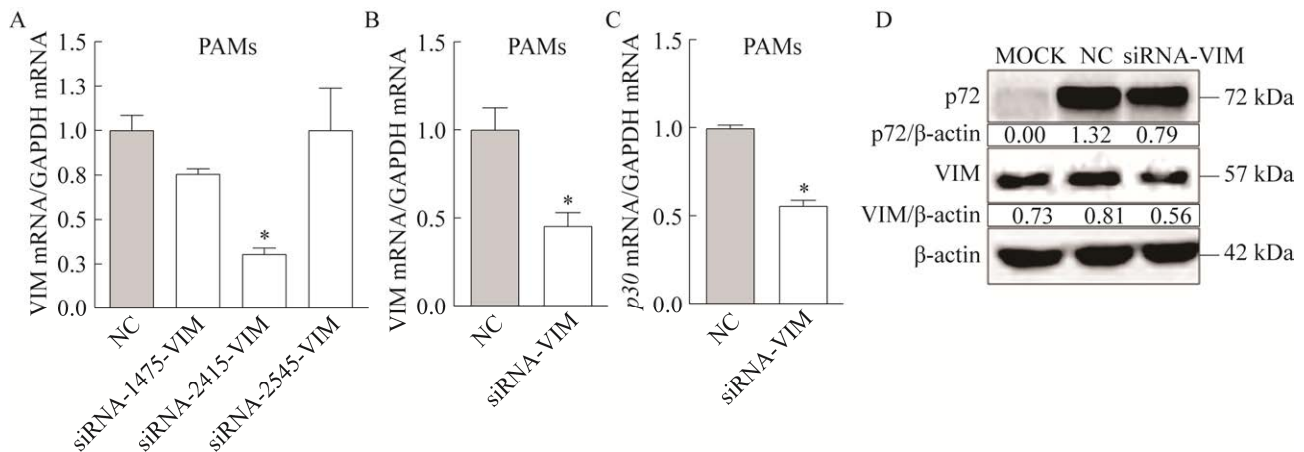 A
VIM mRNA/GAPDH mRNA
1.5
1.3
1.0
0.8
0.5
0.3
0.0
PAMs
*
NC
siRNA-1475-VIM
siRNA-2415-VIM
siRNA-2545-VIM
B
VIM mRNA/GAPDH mRNA
1.5
1.0
0.5
0.0
PAMs
*
NC
siRNA-VIM
C
p30 mRNA/GAPDH mRNA
1.5
1.0
0.5
0.0
PAMs
*
NC
siRNA-VIM
D
MOCK NC siRNA-VIM
p72 72 kDa
p72/β-actin 0.00 1.32 0.79
VIM 57 kDa
VIM/β-actin 0.73 0.81 0.56
β-actin 42 kDa